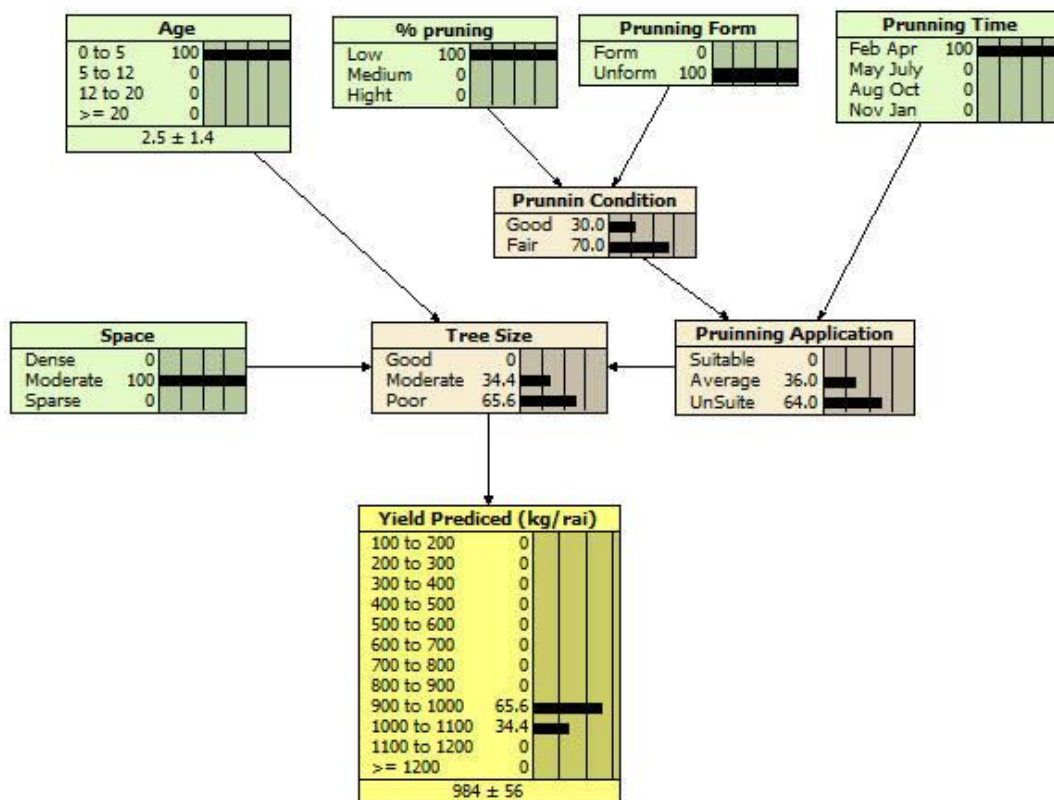 Age
0 to 5 100
5 to 12 0
12 to 20 0
>= 20 0
2.5 ± 1.4
% pruning
Low 100
Medium 0
Hight 0
Prunning Form
Form 0
Unform 100
Prunning Time
Feb Apr 100
May July 0
Aug Oct 0
Nov Jan 0
Prunnin Condition
Good 30.0
Fair 70.0
Space
Dense 0
Moderate 100
Sparse 0
Tree Size
Good 0
Moderate 34.4
Poor 65.6
Pruinning Application
Suitable 0
Average 36.0
UnSuite 64.0
Yield Prediced (kg/rai)
100 to 200 0
200 to 300 0
300 to 400 0
400 to 500 0
500 to 600 0
600 to 700 0
700 to 800 0
800 to 900 0
900 to 1000 65.6
1000 to 1100 34.4
1100 to 1200 0
>= 1200 0
984 ± 56